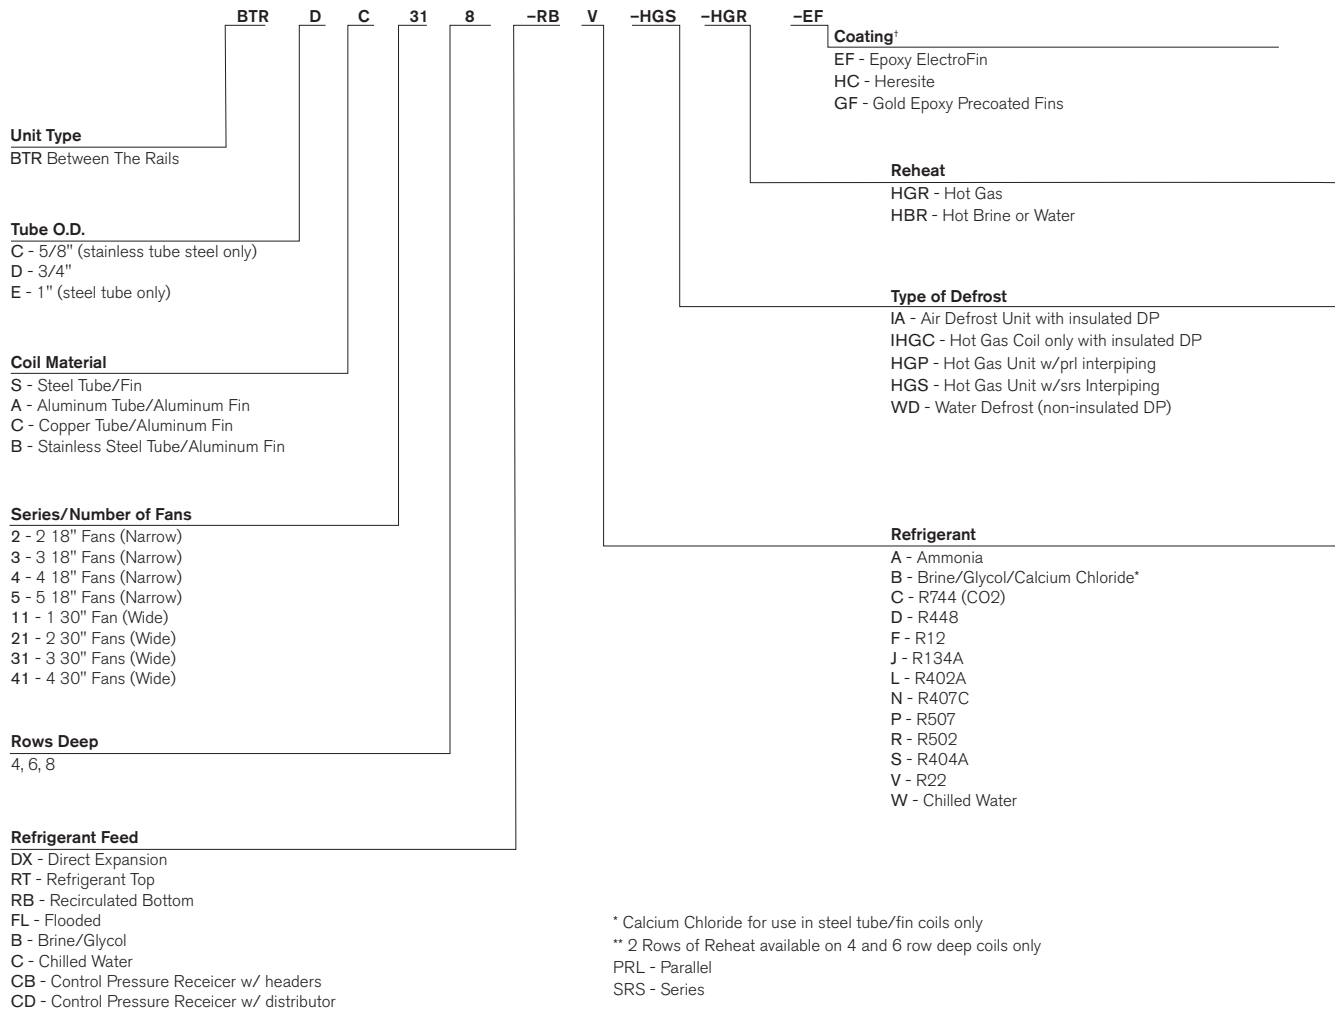 BTR D C 31 8 –RB V –HGS –HGR –EF
Coating†
EF - Epoxy ElectroFin
HC - Heresite
GF - Gold Epoxy Precoated Fins
Unit Type
BTR Between The Rails
Reheat
HGR - Hot Gas
HBR - Hot Brine or Water
Tube O.D.
C - 5/8" (stainless tube steel only)
D - 3/4"
E - 1" (steel tube only)
Type of Defrost
IA - Air Defrost Unit with insulated DP
IHGC - Hot Gas Coil only with insulated DP
HGP - Hot Gas Unit w/prl interpiping
HGS - Hot Gas Unit w/srs Interpiping
WD - Water Defrost (non-insulated DP)
Coil Material
S - Steel Tube/Fin
A - Aluminum Tube/Aluminum Fin
C - Copper Tube/Aluminum Fin
B - Stainless Steel Tube/Aluminum Fin
Series/Number of Fans
2 - 2 18" Fans (Narrow)
3 - 3 18" Fans (Narrow)
4 - 4 18" Fans (Narrow)
5 - 5 18" Fans (Narrow)
11 - 1 30" Fan (Wide)
21 - 2 30" Fans (Wide)
31 - 3 30" Fans (Wide)
41 - 4 30" Fans (Wide)
Refrigerant
A - Ammonia
B - Brine/Glycol/Calcium Chloride*
C - R744 (CO2)
D - R448
F - R12
J - R134A
L - R402A
N - R407C
P - R507
R - R502
S - R404A
V - R22
W - Chilled Water
Rows Deep
4, 6, 8
Refrigerant Feed
DX - Direct Expansion
RT - Refrigerant Top
RB - Recirculated Bottom
FL - Flooded
B - Brine/Glycol
C - Chilled Water
CB - Control Pressure Receicer w/ headers
CD - Control Pressure Receicer w/ distributor
* Calcium Chloride for use in steel tube/fin coils only
** 2 Rows of Reheat available on 4 and 6 row deep coils only
PRL - Parallel
SRS - Series